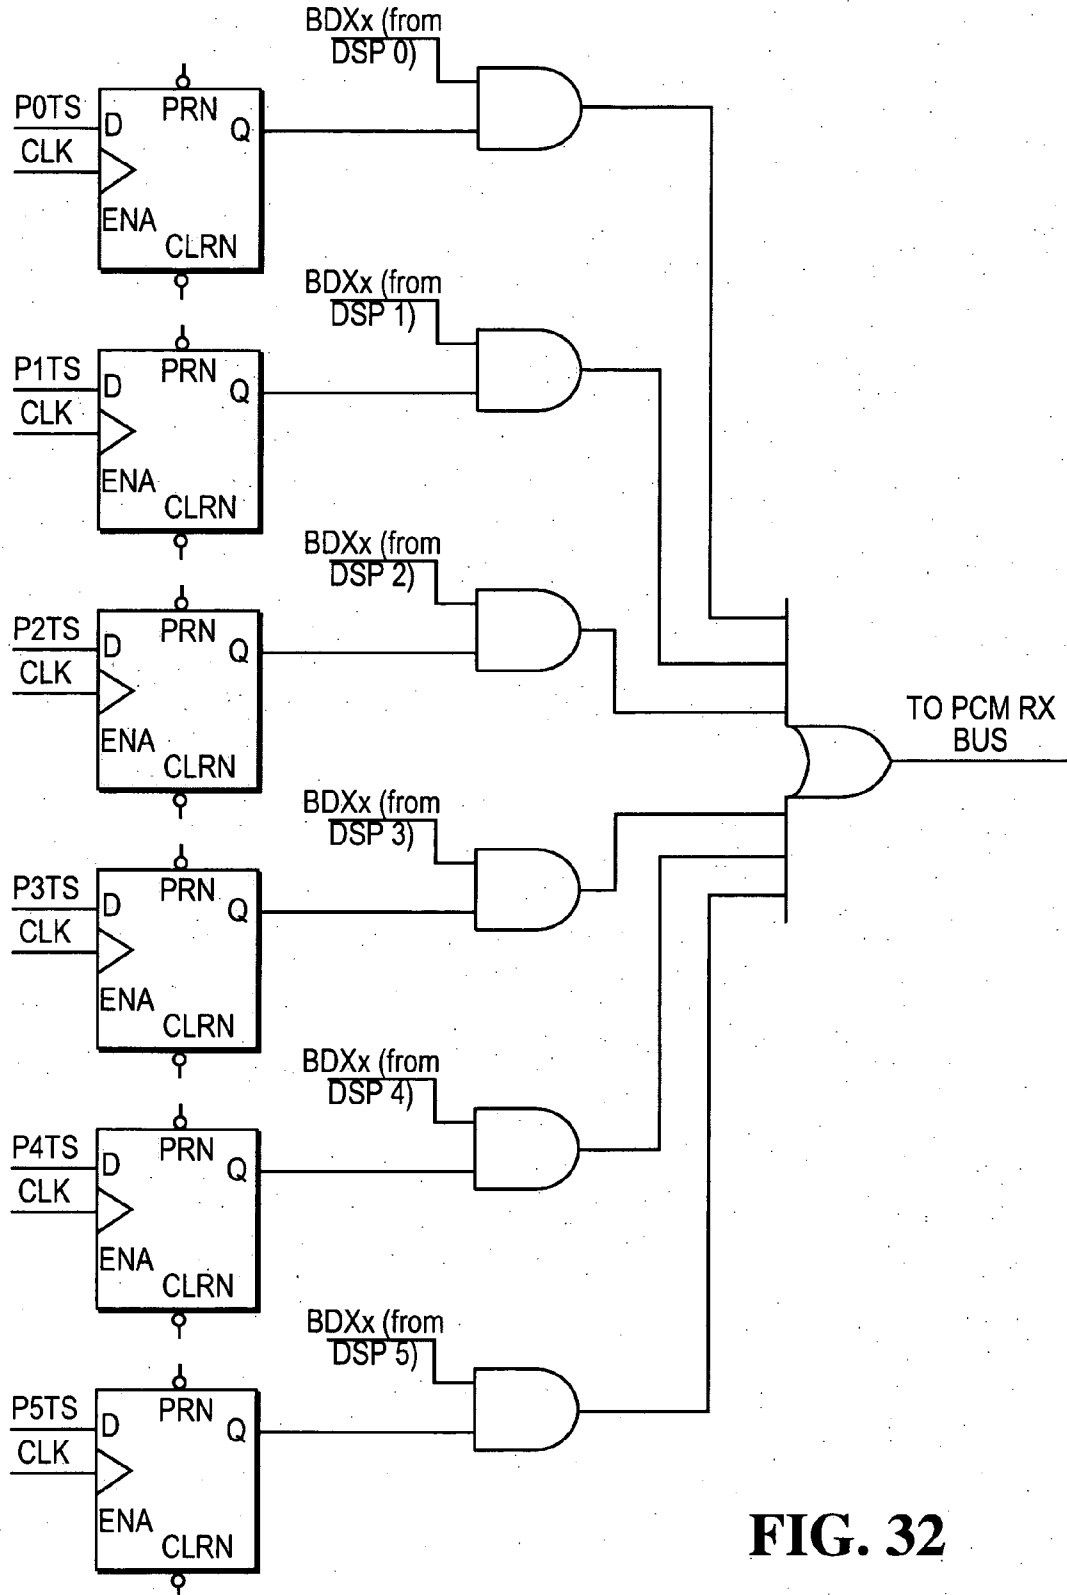 BDXx (from
DSP 0)
P0TS
CLK
D
PRN
Q
ENA
CLRN
BDXx (from
DSP 1)
P1TS
CLK
D
PRN
Q
ENA
CLRN
BDXx (from
DSP 2)
P2TS
CLK
D
PRN
Q
ENA
CLRN
TO PCM RX
BUS
BDXx (from
DSP 3)
P3TS
CLK
D
PRN
Q
ENA
CLRN
BDXx (from
DSP 4)
P4TS
CLK
D
PRN
Q
ENA
CLRN
BDXx (from
DSP 5)
P5TS
CLK
D
PRN
Q
ENA
CLRN
FIG. 32